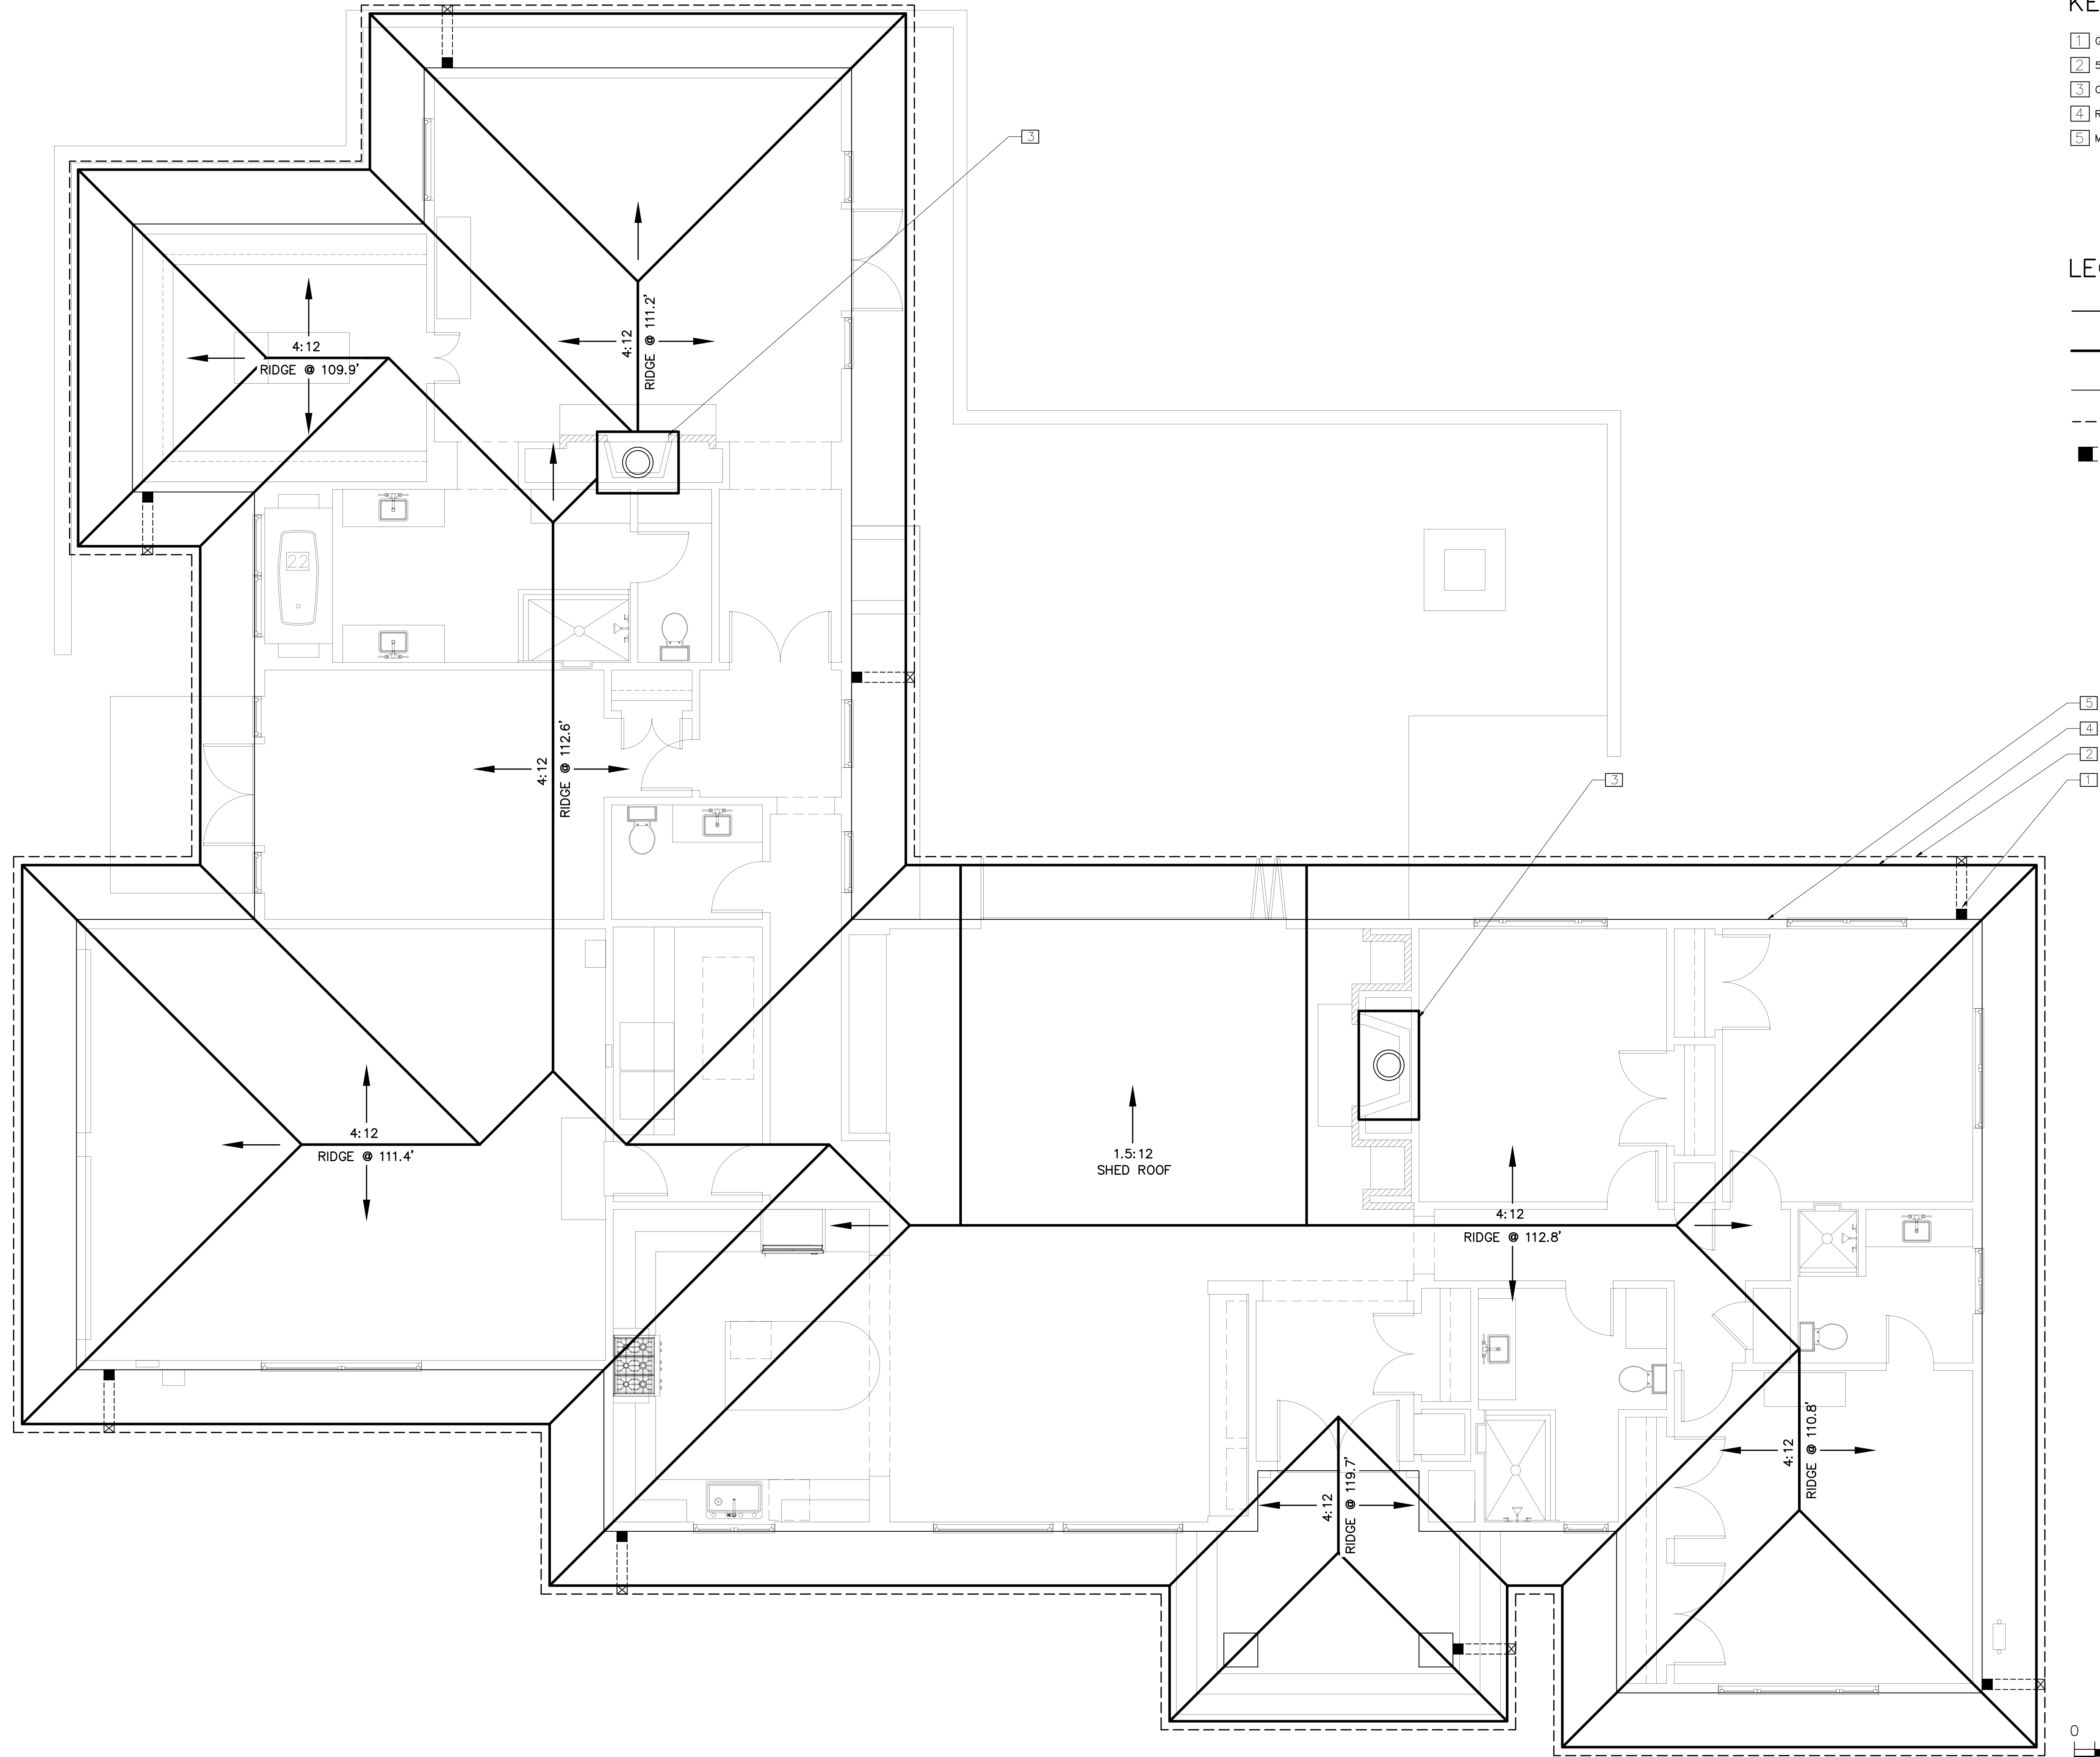 1
2
3
4
5
3
4:12
RIDGE @ 111.2'
4:12
RIDGE @ 109.9'
22
5
4
2
1
3
4:12
RIDGE @ 112.6'
4:12
RIDGE @ 111.4'
1.5:12
SHED ROOF
4:12
RIDGE @ 112.8'
4:12
RIDGE @ 119.7'
4:12
RIDGE @ 110.8'
0